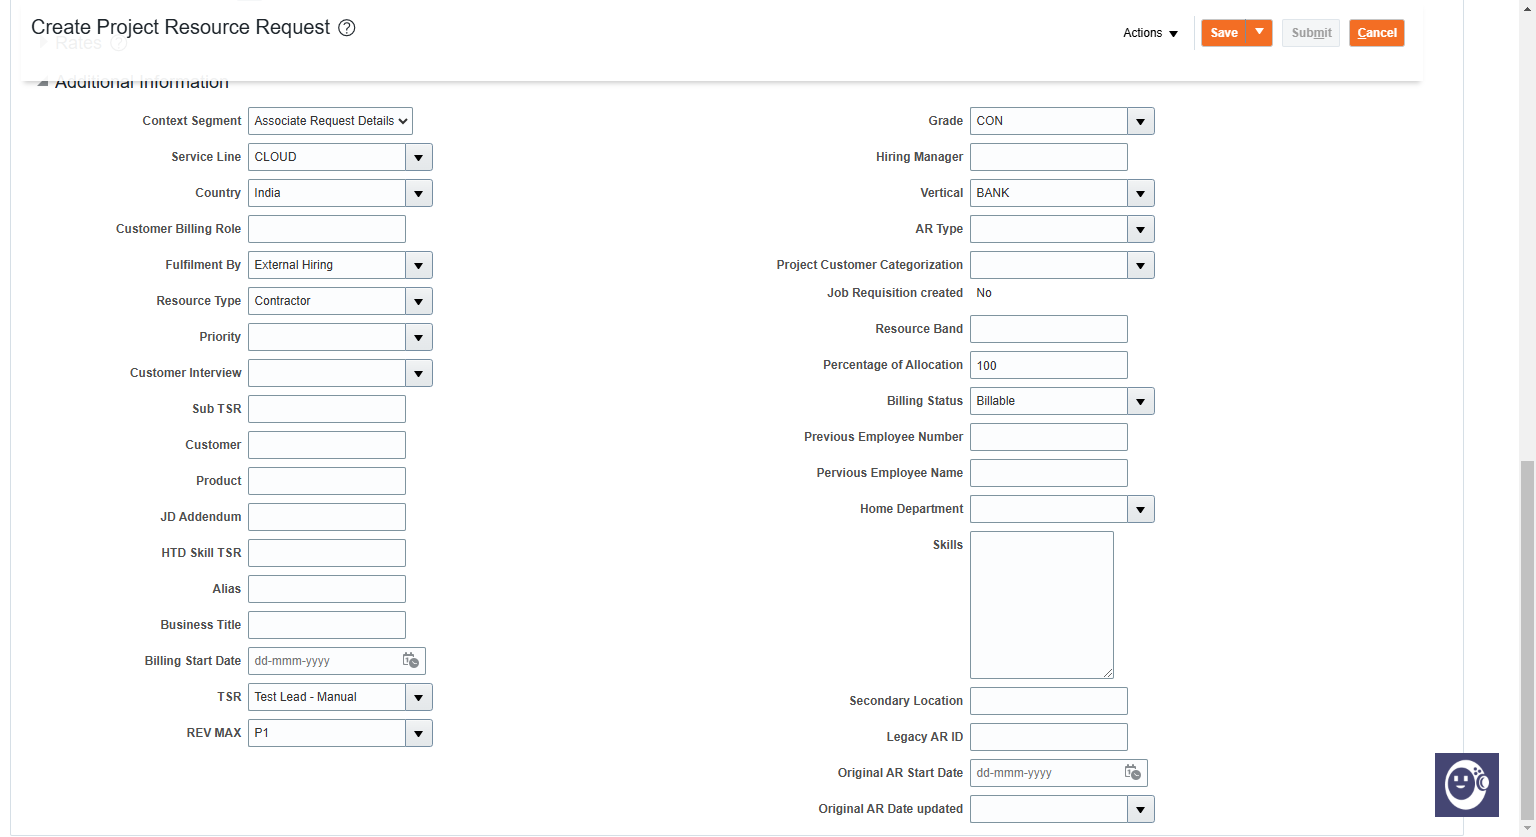 Create Project Resource Request
Actions
Save
Submit
Cancel
Rates
Additional Information
Context Segment Associate Request Details
Service Line CLOUD
Country India
Customer Billing Role
Fulfilment By External Hiring
Resource Type Contractor
Priority
Customer Interview
Sub TSR
Customer
Product
JD Addendum
HTD Skill TSR
Alias
Business Title
Billing Start Date dd-mmm-yyyy
TSR Test Lead - Manual
REV MAX P1
Grade CON
Hiring Manager
Vertical BANK
AR Type
Project Customer Categorization
Job Requisition created No
Resource Band
Percentage of Allocation 100
Billing Status Billable
Previous Employee Number
Pervious Employee Name
Home Department
Skills
Secondary Location
Legacy AR ID
Original AR Start Date dd-mmm-yyyy
Original AR Date updated